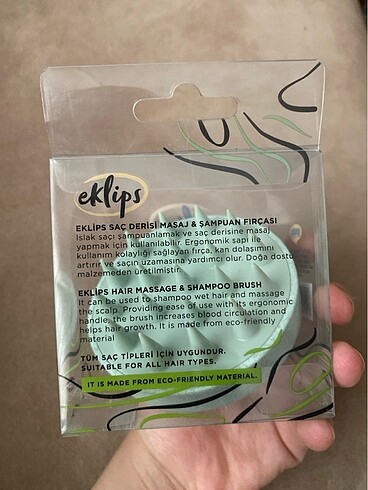 eklips
EKLİPS SAÇ DERİSİ MASAJ & ŞAMPUAN FIRÇASI
Islak saçı şampuanlamak ve saç derisine masaj
yapmak için kullanılabilir. Ergonomik sapı ile
kullanım kolaylığı sağlayan fırça, kan dolaşımını
artırır ve saçın uzamasına yardımcı olur. Doğa dostu
malzemeden üretilmiştir.
EKLİPS HAIR MASSAGE & SHAMPOO BRUSH
It can be used to shampoo wet hair and massage
the scalp. Providing ease of use with its ergonomic
handle, the brush increases blood circulation and
helps hair growth. It is made from eco-friendly
material
TÜM SAÇ TİPLERİ İÇİN UYGUNDUR.
SUITABLE FOR ALL HAIR TYPES.
IT IS MADE FROM ECO-FRIENDLY MATERIAL.